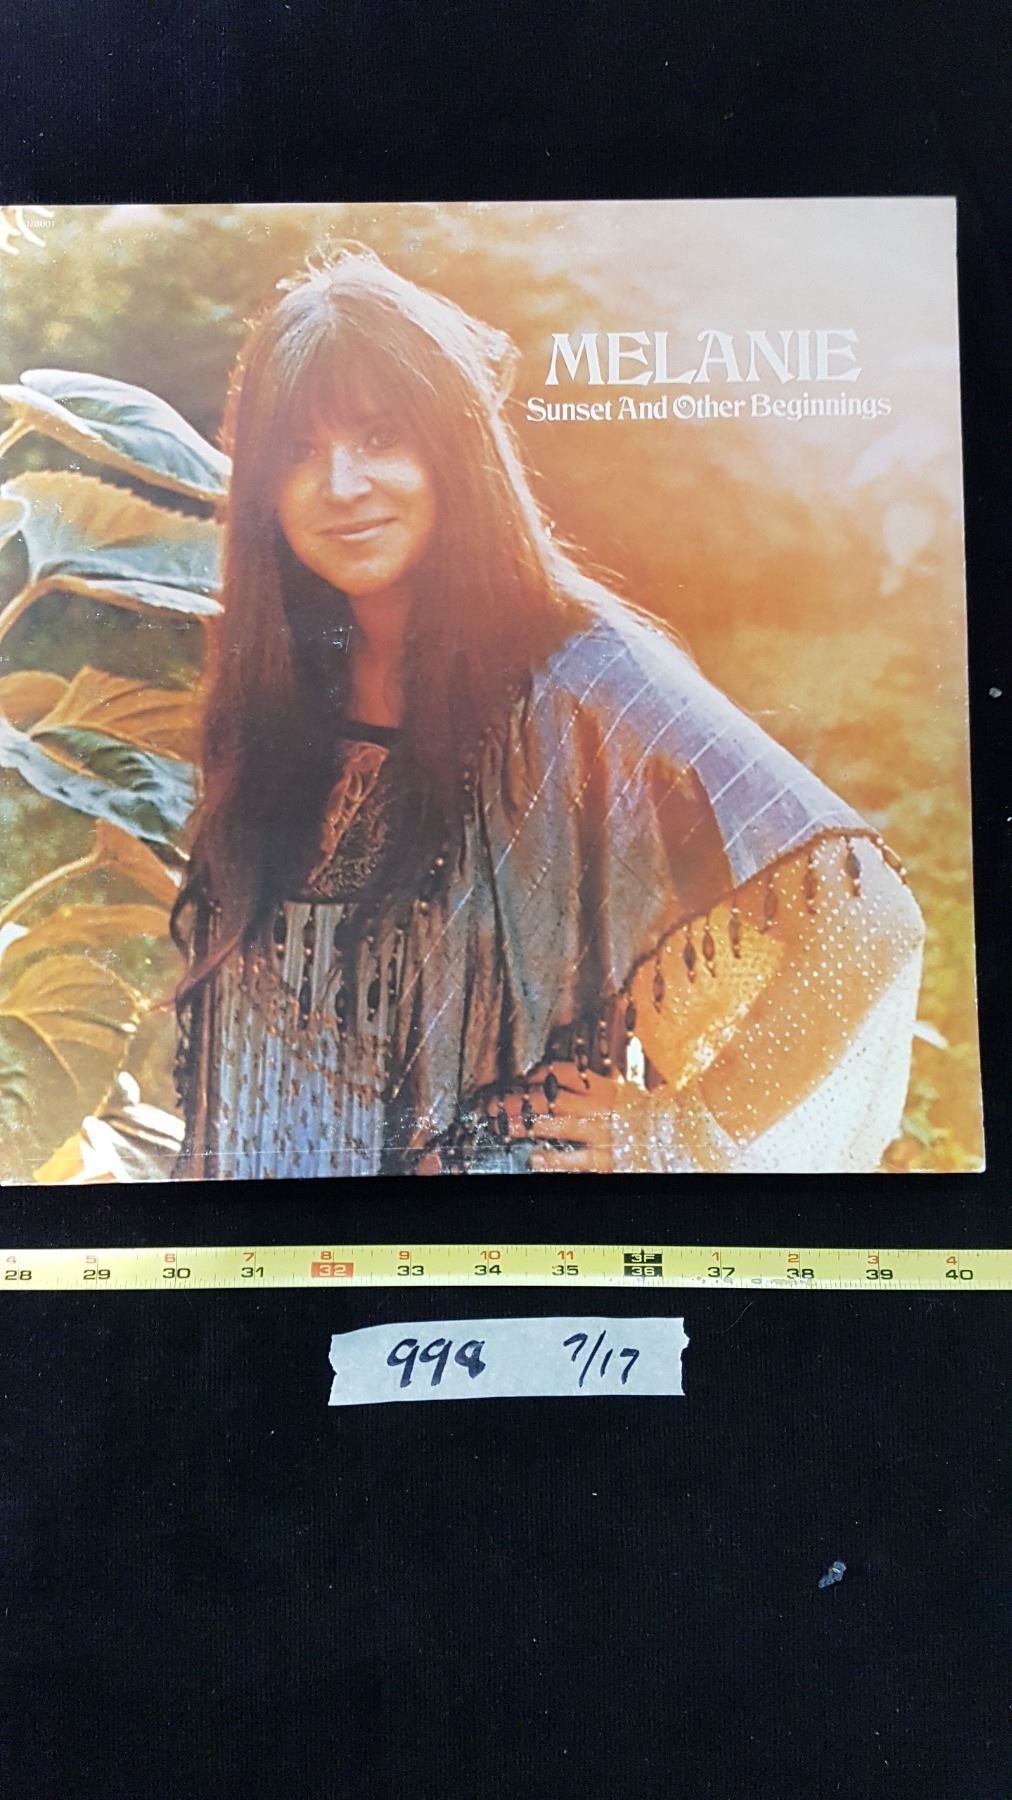 MELANIE
Sunset And Other Beginnings
4 5 6 7 8 9 10 11 3F 1 2 3 4
28 29 30 31 32 33 34 35 36 37 38 39 40
998 7/17